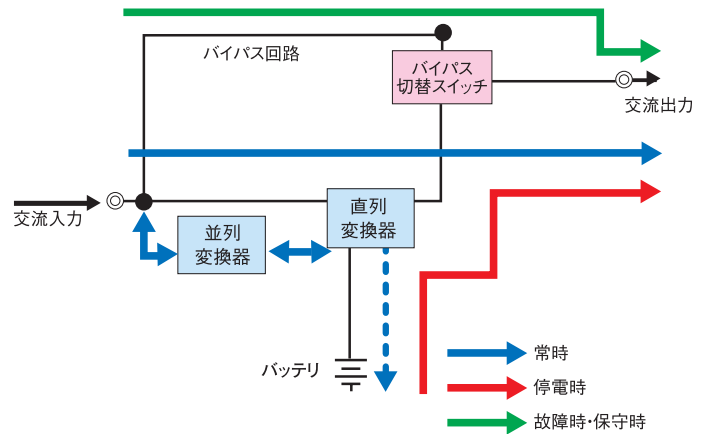 バイパス回路
バイパス
切替スイッチ
交流出力
交流入力
直列
変換器
並列
変換器
バッテリ
常時
停電時
故障時・保守時